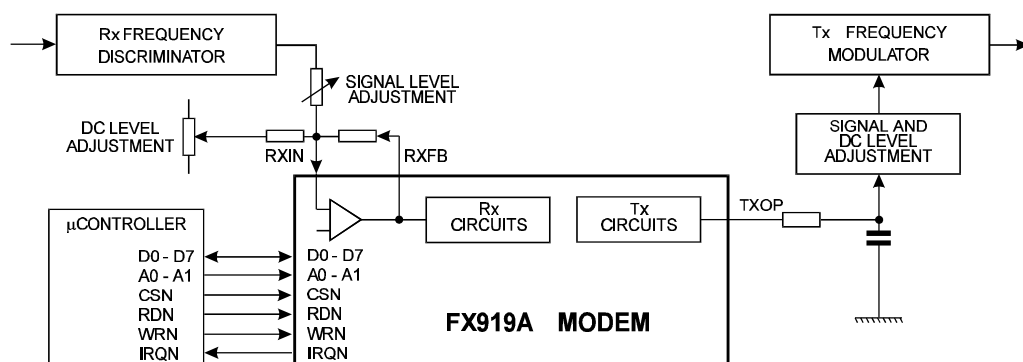 Rx FREQUENCY
DISCRIMINATOR
Tx FREQUENCY
MODULATOR
SIGNAL LEVEL
ADJUSTMENT
DC LEVEL
ADJUSTMENT
RXIN
RXFB
SIGNAL AND
DC LEVEL
ADJUSTMENT
Rx
CIRCUITS
Tx
CIRCUITS
TXOP
µCONTROLLER
D0 - D7
A0 - A1
CSN
RDN
WRN
IRQN
D0 - D7
A0 - A1
CSN
RDN
WRN
IRQN
FX919A MODEM